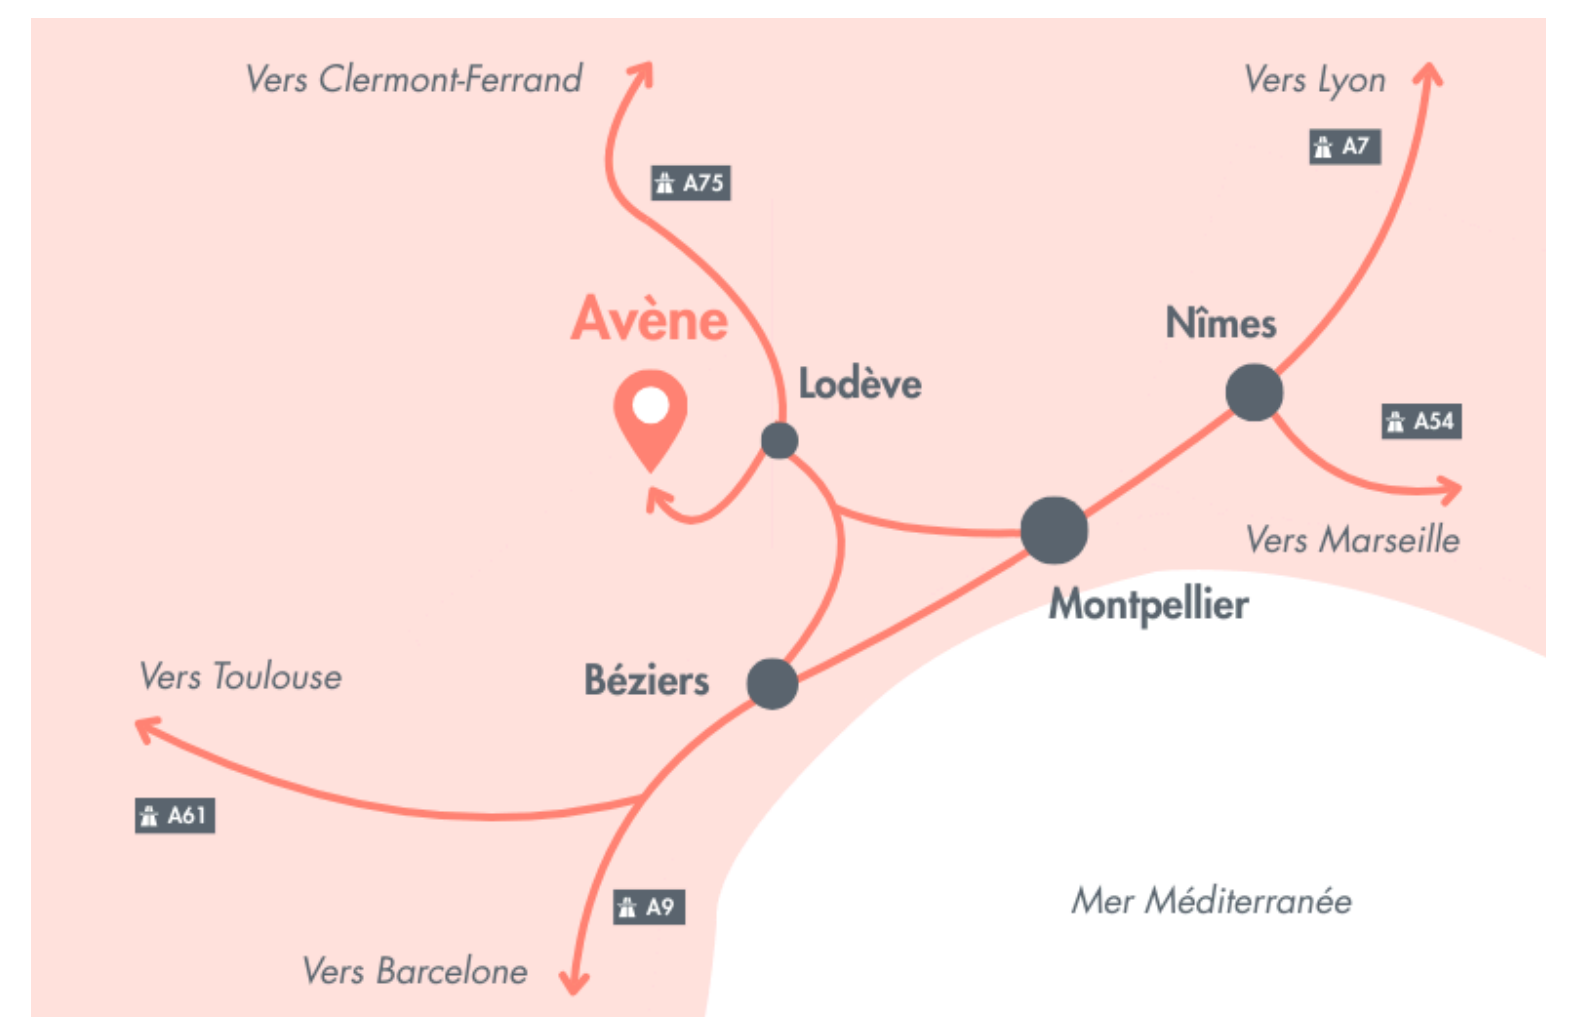 Vers Clermont-Ferrand
Vers Lyon
A7
A75
Avène
Nîmes
Lodève
A54
Vers Marseille
Montpellier
Vers Toulouse
Béziers
A61
A9
Mer Méditerranée
Vers Barcelone